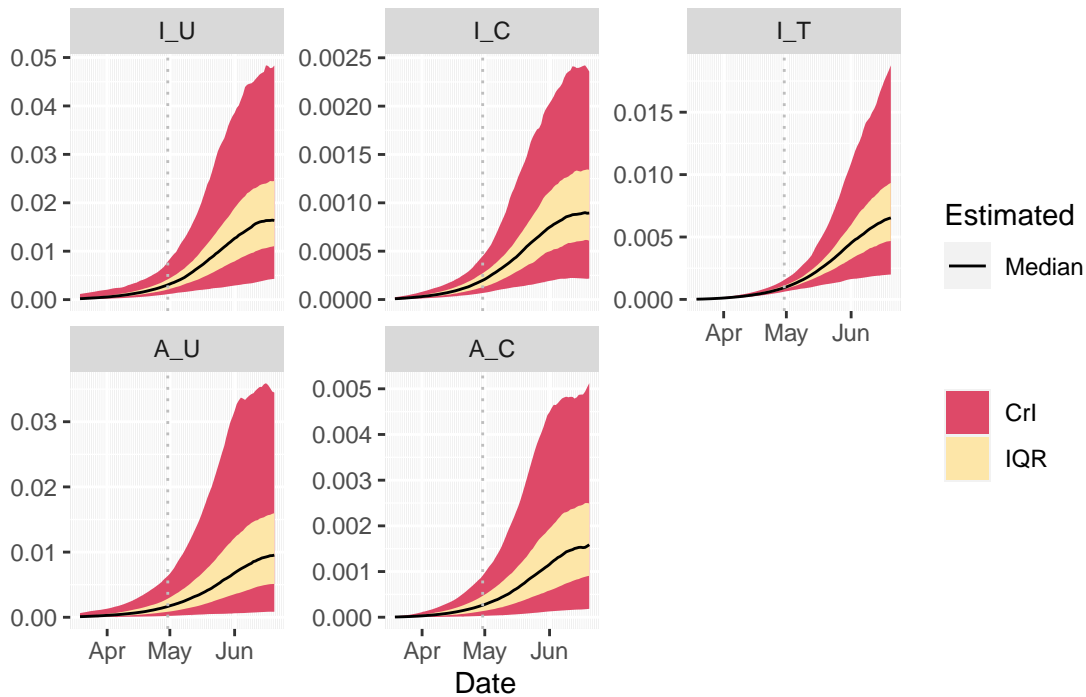 I_U I_C I_T
0.05 0.0025
0.04 0.0020 0.015
0.03 0.0015 0.010
0.02 0.0010
0.01 0.0005 0.005
0.00 0.0000 0.000
Apr May Jun
A_U A_C
0.03 0.005
0.004
0.02 0.003
0.01 0.002
0.001
0.00 0.000
Apr May Jun Apr May Jun
Date
Estimated
Median
CrI
IQR